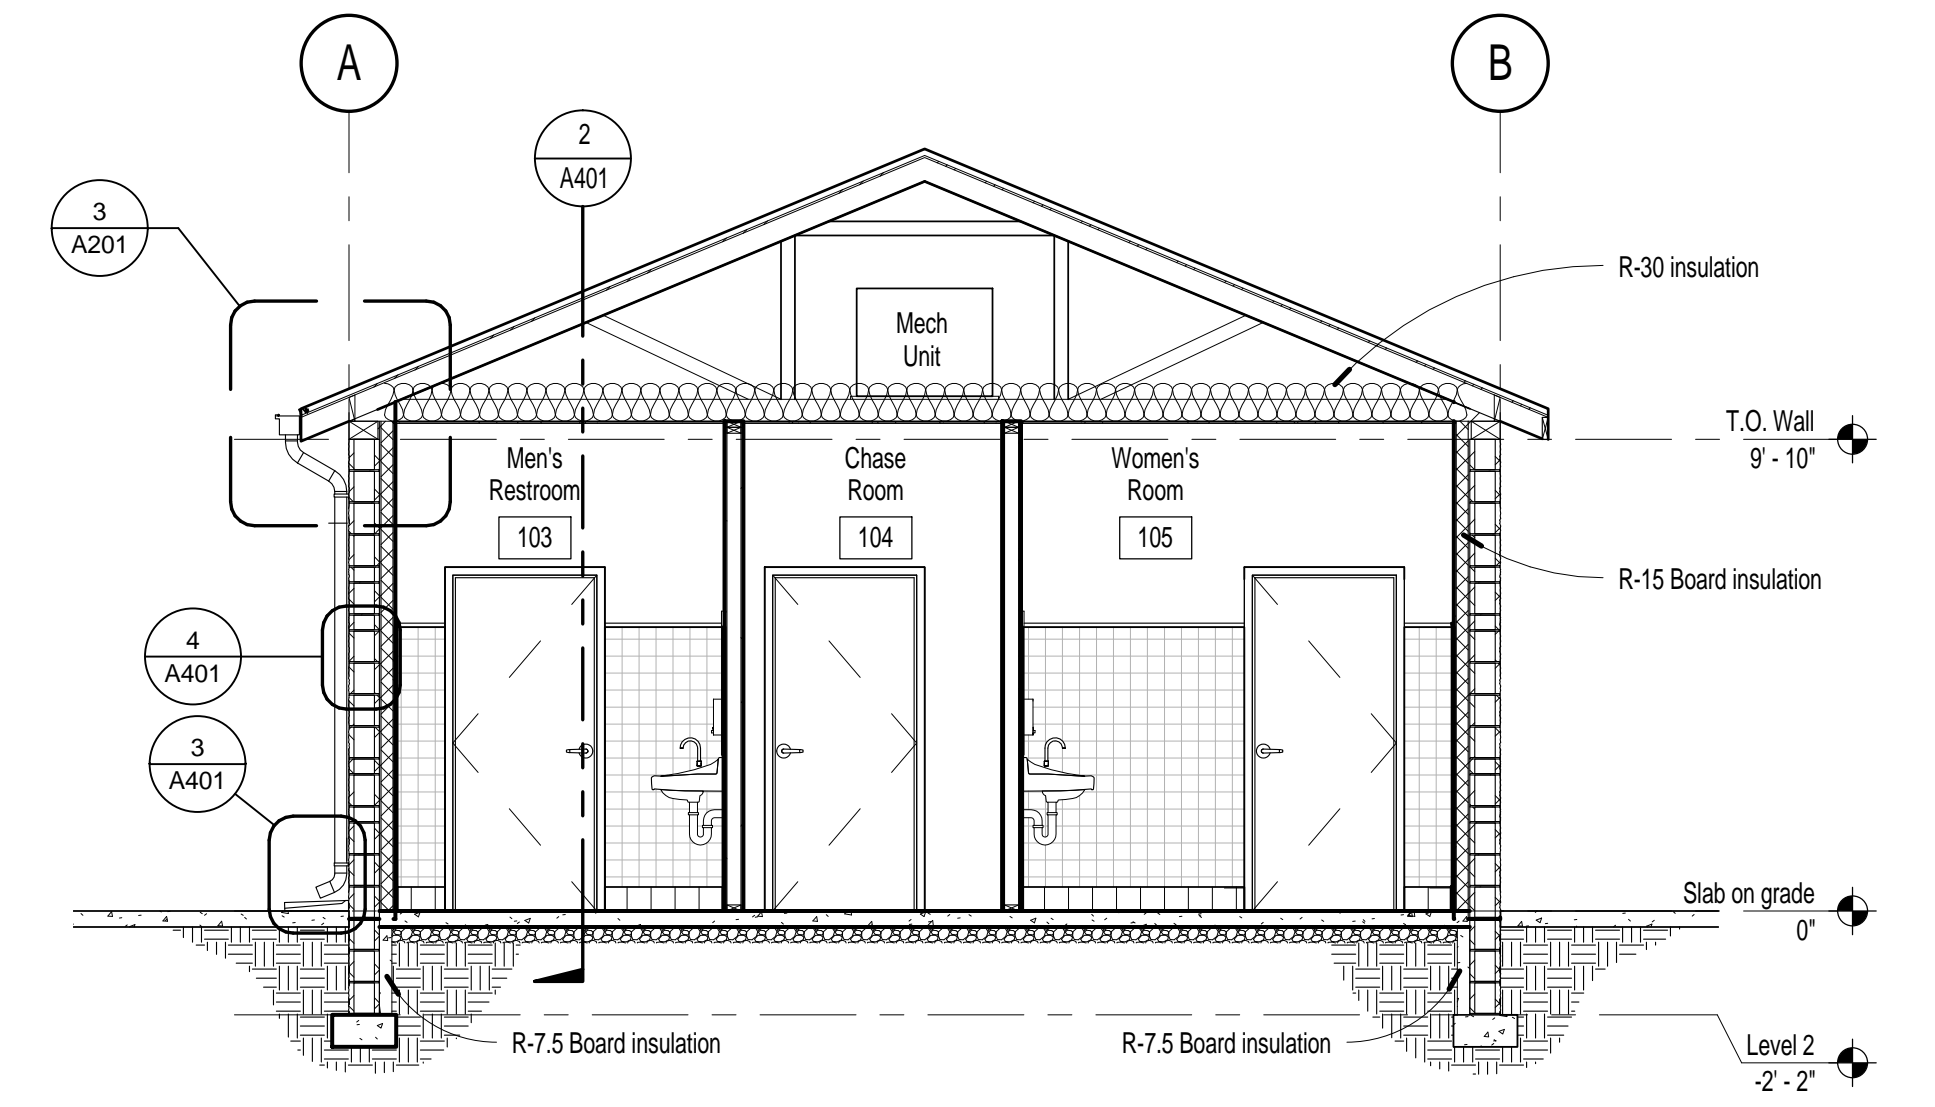 A
B
2
A401
3
A201
R-30 insulation
Mech
Unit
T.O. Wall
9' - 10"
Men's
Restroom
103
Chase
Room
104
Women's
Room
105
R-15 Board insulation
4
A401
3
A401
Slab on grade
0"
R-7.5 Board insulation
R-7.5 Board insulation
Level 2
-2' - 2"